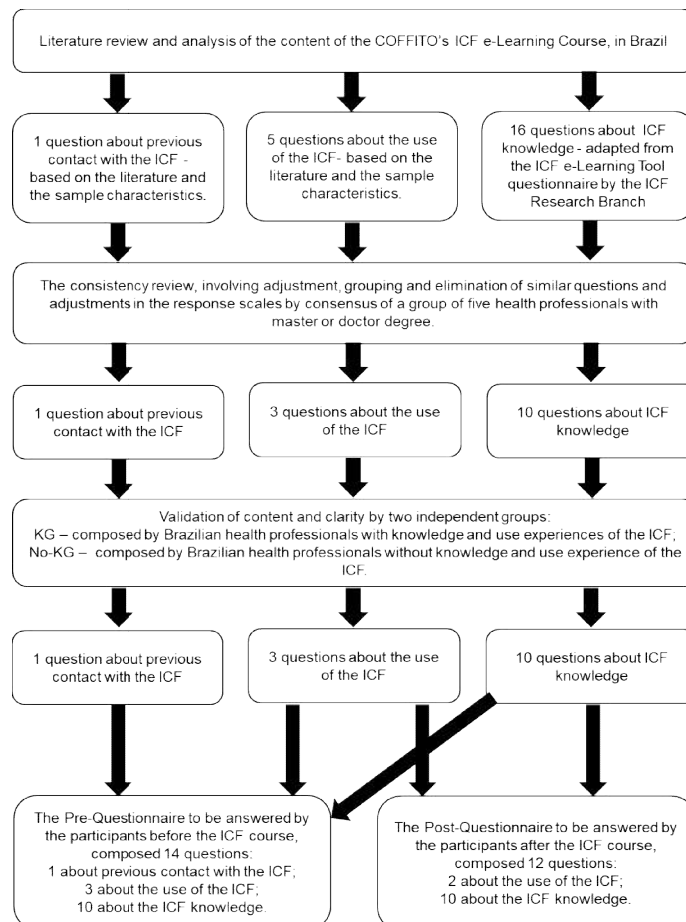 Literature review and analysis of the content of the COFFITO's ICF e-Learning Course, in Brazil
1 question about previous
contact with the ICF -
based on the literature and
the sample characteristics.
5 questions about the use
of the ICF- based on the
literature and the sample
characteristics.
16 questions about ICF
knowledge - adapted from
the ICF e-Learning Tool
questionnaire by the ICF
Research Branch
The consistency review, involving adjustment, grouping and elimination of similar questions and
adjustments in the response scales by consensus of a group of five health professionals with
master or doctor degree.
1 question about previous
contact with the ICF
3 questions about the use
of the ICF
10 questions about ICF
knowledge
Validation of content and clarity by two independent groups:
KG – composed by Brazilian health professionals with knowledge and use experiences of the ICF;
No-KG – composed by Brazilian health professionals without knowledge and use experience of the
ICF.
1 question about previous
contact with the ICF
3 questions about the use
of the ICF
10 questions about ICF
knowledge
The Pre-Questionnaire to be answered by
the participants before the ICF course,
composed 14 questions:
1 about previous contact with the ICF;
3 about the use of the ICF;
10 about the ICF knowledge.
The Post-Questionnaire to be answered by
the participants after the ICF course,
composed 12 questions:
2 about the use of the ICF;
10 about the ICF knowledge.